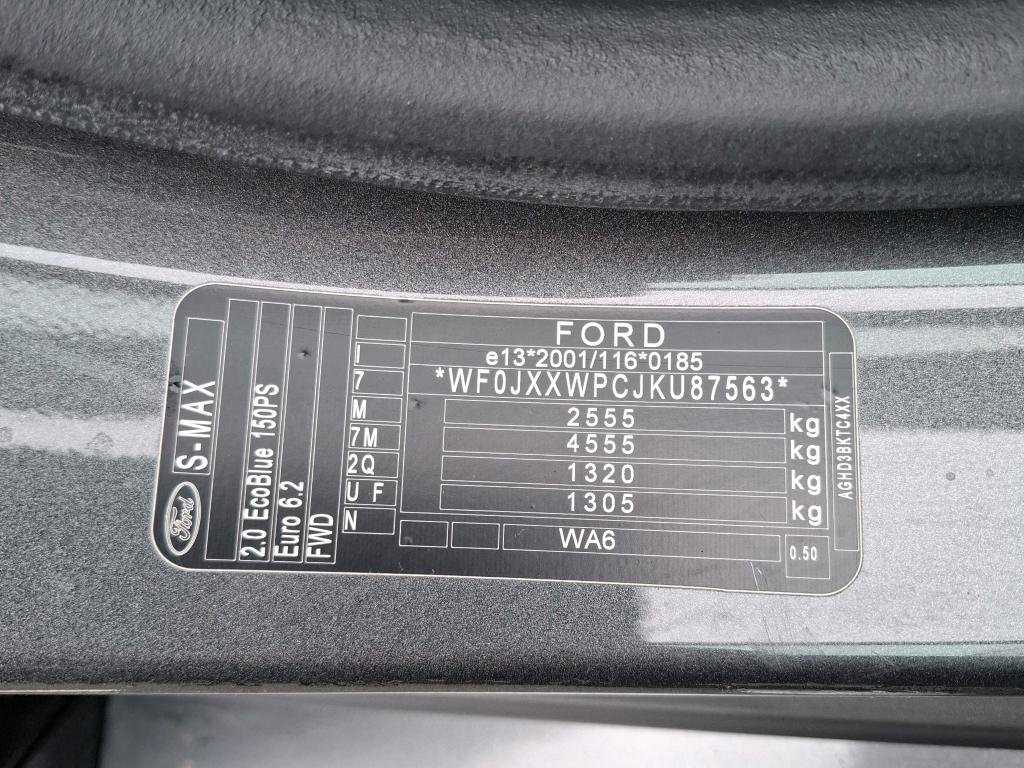 FORD
e13*2001/116*0185
*WF0JXXWPCJKU87563*
2555 kg
4555 kg
1320 kg
1305 kg
WA6
0.50
I
7
M
7M
2Q
U F
N
S-MAX
2.0 EcoBlue 150PS
Euro 6.2
FWD
Ford
AGHD3BKTC4XX